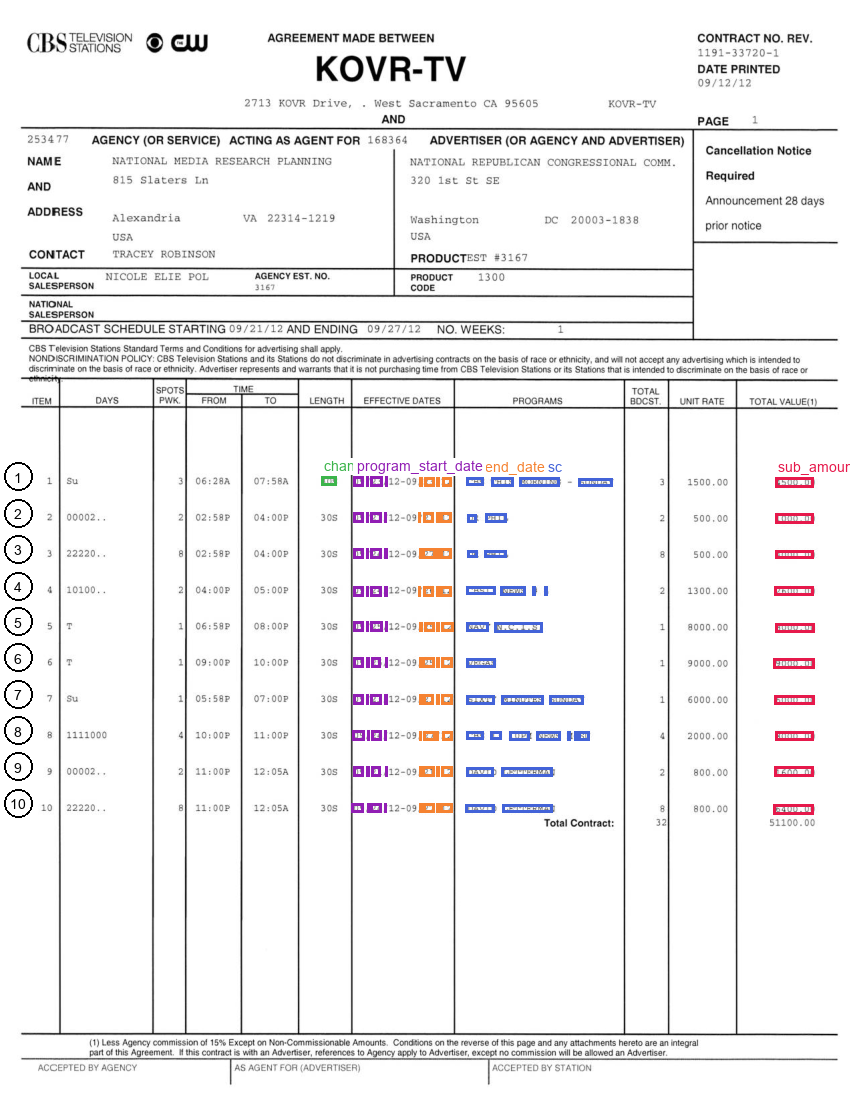 CBS TELEVISION STATIONS THE CW
AGREEMENT MADE BETWEEN
KOVR-TV
CONTRACT NO. REV.
1191-33720-1
DATE PRINTED
09/12/12
2713 KOVR Drive, . West Sacramento CA 95605 KOVR-TV
AND
PAGE 1
253477 AGENCY (OR SERVICE) ACTING AS AGENT FOR 168364 ADVERTISER (OR AGENCY AND ADVERTISER)
Cancellation Notice
Required
Announcement 28 days
prior notice
NAME NATIONAL MEDIA RESEARCH PLANNING NATIONAL REPUBLICAN CONGRESSIONAL COMM.
AND 815 Slaters Ln 320 1st St SE
ADDRESS Alexandria VA 22314-1219 Washington DC 20003-1838
USA USA
CONTACT TRACEY ROBINSON PRODUCT EST #3167
LOCAL SALESPERSON NICOLE ELIE POL AGENCY EST. NO. 3167 PRODUCT CODE 1300
NATIONAL SALESPERSON
BROADCAST SCHEDULE STARTING 09/21/12 AND ENDING 09/27/12 NO. WEEKS: 1
CBS Television Stations Standard Terms and Conditions for advertising shall apply.
NONDISCRIMINATION POLICY: CBS Television Stations and its Stations do not discriminate in advertising contracts on the basis of race or ethnicity, and will not accept any advertising which is intended to
discriminate on the basis of race or ethnicity. Advertiser represents and warrants that it is not purchasing time from CBS Television Stations or its Stations that is intended to discriminate on the basis of race or
ethnicity.
ITEM DAYS SPOTS PWK. TIME FROM TO LENGTH EFFECTIVE DATES PROGRAMS TOTAL BDCST. UNIT RATE TOTAL VALUE(1)
chan program_start_date end_date sc sub_amour
1 1 Su 3 06:28A 07:58A 12-09 - 3 1500.00
2 2 00002.. 2 02:58P 04:00P 30S 12-09 2 500.00
3 3 22220.. 8 02:58P 04:00P 30S 12-09 8 500.00
4 4 10100.. 2 04:00P 05:00P 30S 12-09 2 1300.00
5 5 T 1 06:58P 08:00P 30S 12-09 1 8000.00
6 6 T 1 09:00P 10:00P 30S 12-09 1 9000.00
7 7 Su 1 05:58P 07:00P 30S 12-09 1 6000.00
8 8 1111000 4 10:00P 11:00P 30S 12-09 4 2000.00
9 9 00002.. 2 11:00P 12:05A 30S 12-09 2 800.00
10 10 22220.. 8 11:00P 12:05A 30S 12-09 8 800.00
Total Contract: 32 51100.00
(1) Less Agency commission of 15% Except on Non-Commissionable Amounts. Conditions on the reverse of this page and any attachments hereto are an integral
part of this Agreement. If this contract is with an Advertiser, references to Agency apply to Advertiser, except no commission will be allowed an Advertiser.
ACCEPTED BY AGENCY AS AGENT FOR (ADVERTISER) ACCEPTED BY STATION